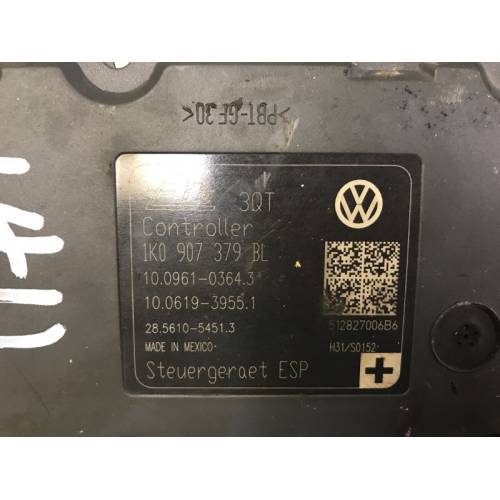 >PBT-GF30<
3QT
Controller
1K0 907 379 BL
10.0961-0364.3
10.0619-3955.1
28.5610-5451.3
512827006B6
MADE IN MEXICO
H31/S0152
Steuergeraet ESP